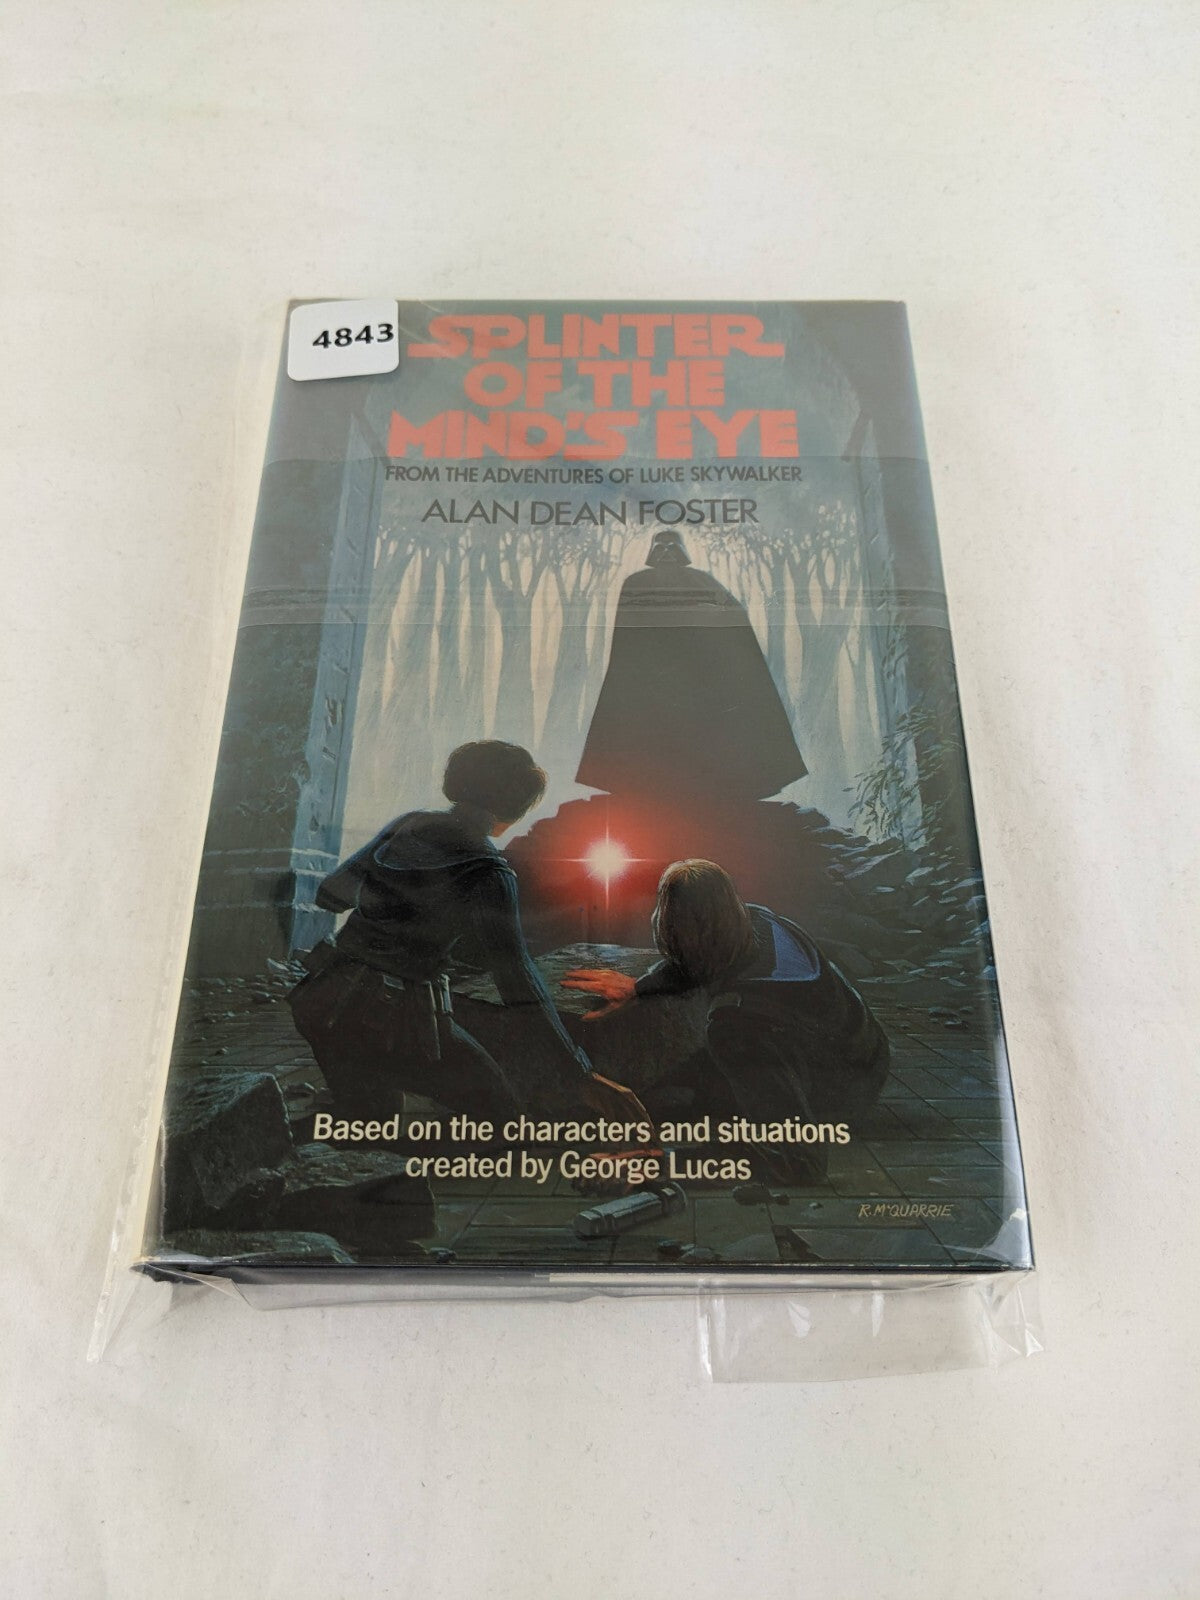 4843
SPLINTER
OF THE
MIND'S EYE
FROM THE ADVENTURES OF LUKE SKYWALKER
ALAN DEAN FOSTER
Based on the characters and situations
created by George Lucas
R. McQUARRIE